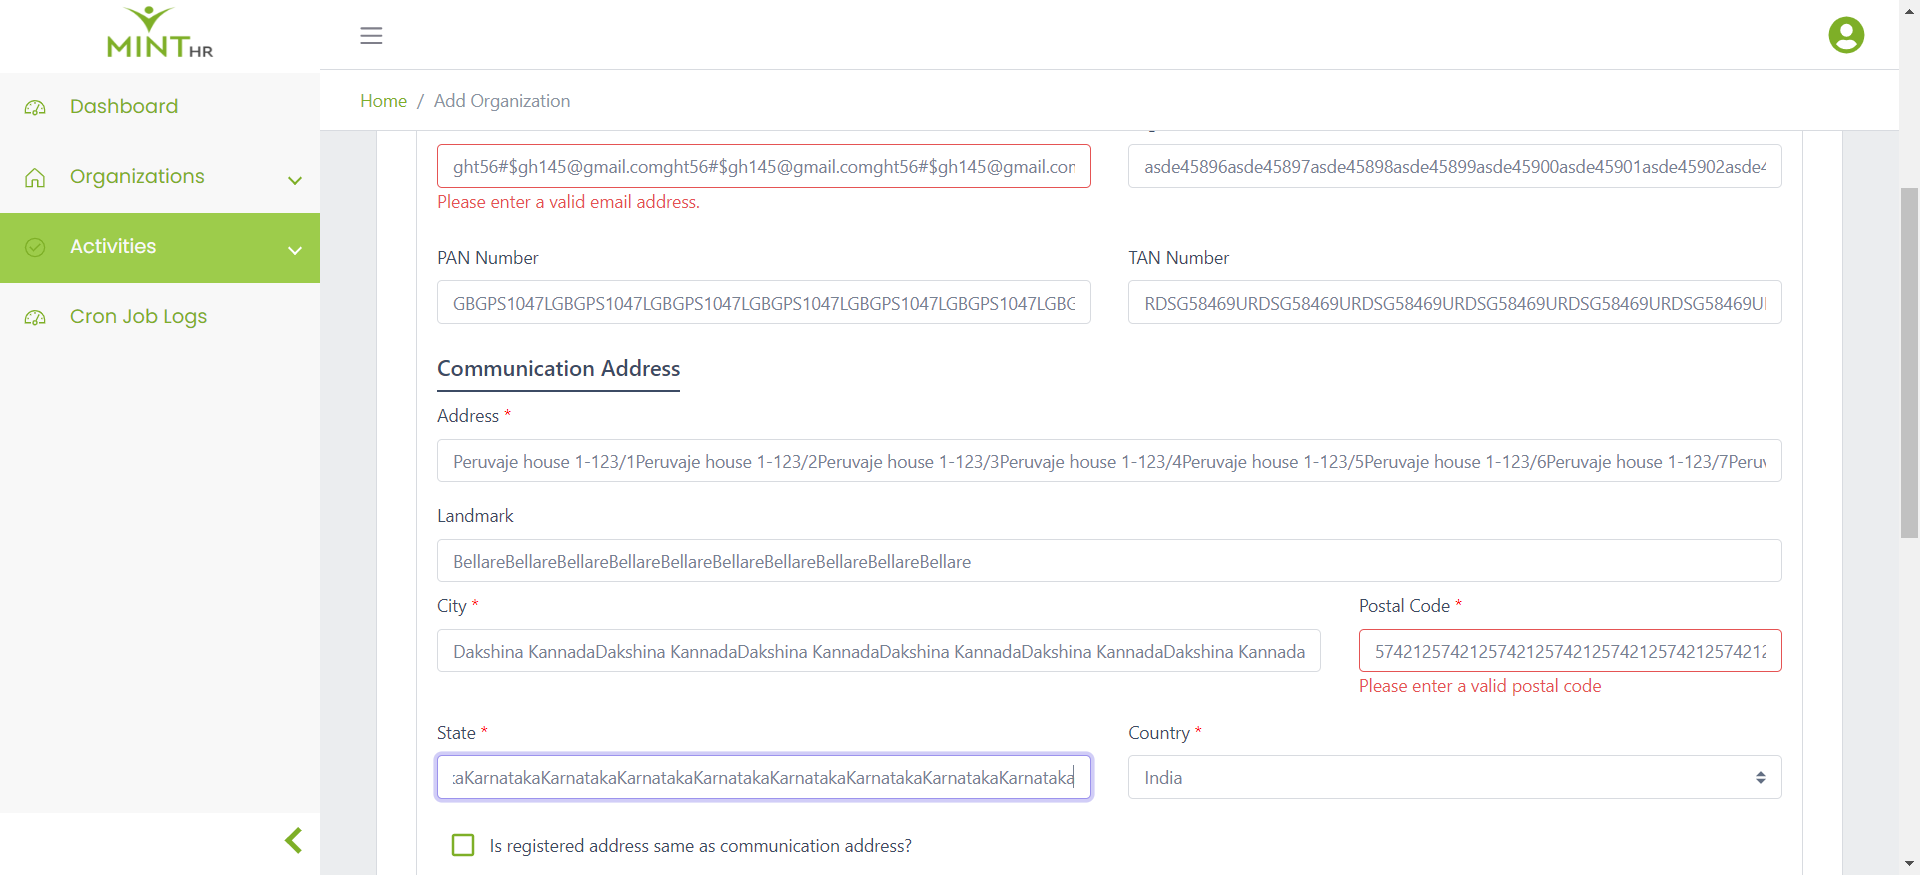 MINT HR
Dashboard
Organizations
Activities
Cron Job Logs
Home / Add Organization
ght56#$gh145@gmail.comght56#$gh145@gmail.comght56#$gh145@gmail.com
asde45896asde45897asde45898asde45899asde45900asde45901asde45902asde4
Please enter a valid email address.
PAN Number
TAN Number
GBGPS1047LGBGPS1047LGBGPS1047LGBGPS1047LGBGPS1047LGBGPS1047LGBG
RDSG58469URDSG58469URDSG58469URDSG58469URDSG58469URDSG58469U
Communication Address
Address *
Peruvaje house 1-123/1Peruvaje house 1-123/2Peruvaje house 1-123/3Peruvaje house 1-123/4Peruvaje house 1-123/5Peruvaje house 1-123/6Peruvaje house 1-123/7Peruv
Landmark
BellareBellareBellareBellareBellareBellareBellareBellareBellareBellare
City *
Postal Code *
Dakshina KannadaDakshina KannadaDakshina KannadaDakshina KannadaDakshina KannadaDakshina Kannada
574212574212574212574212574212574212574212
Please enter a valid postal code
State *
Country *
aKarnatakaKarnatakaKarnatakaKarnatakaKarnatakaKarnatakaKarnatakaKarnataka
India
Is registered address same as communication address?